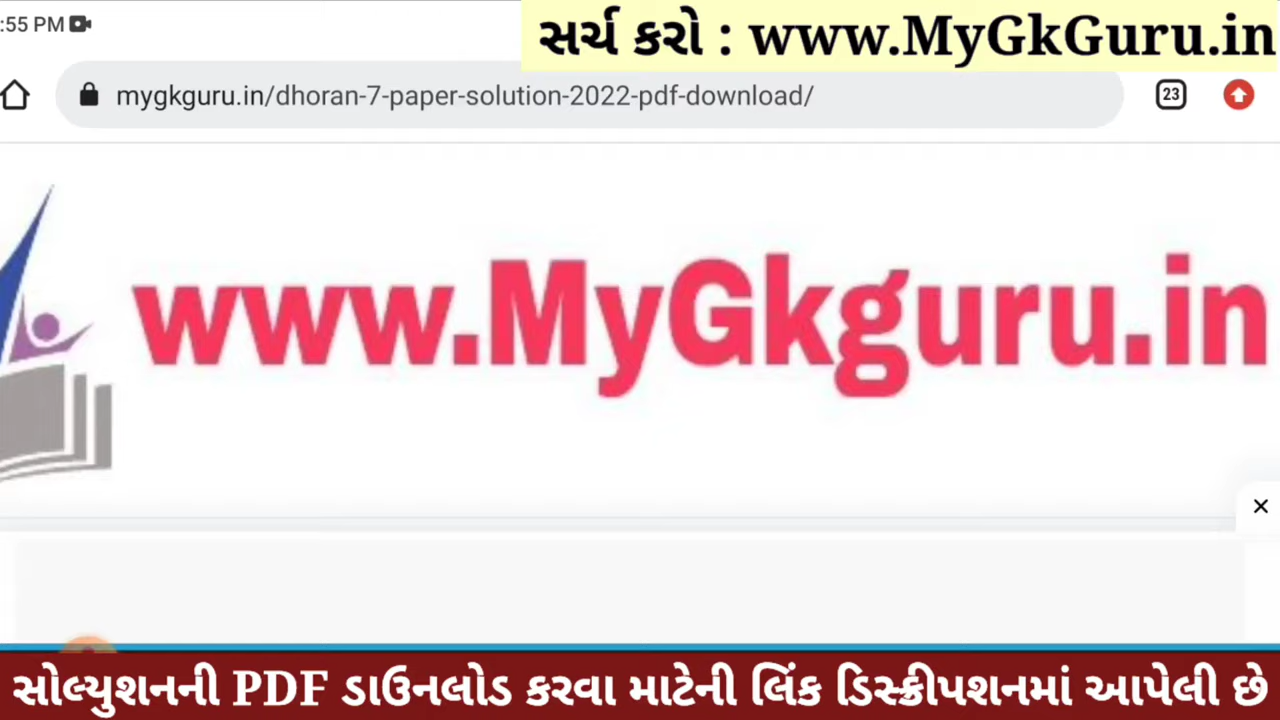 :55 PM
સર્ચ કરો : www.MyGkGuru.in
mygkguru.in/dhoran-7-paper-solution-2022-pdf-download/
23
www.MyGkguru.in
સોલ્યુશનની PDF ડાઉનલોડ કરવા માટેની લિંક ડિસ્ક્રીપશનમાં આપેલી છે